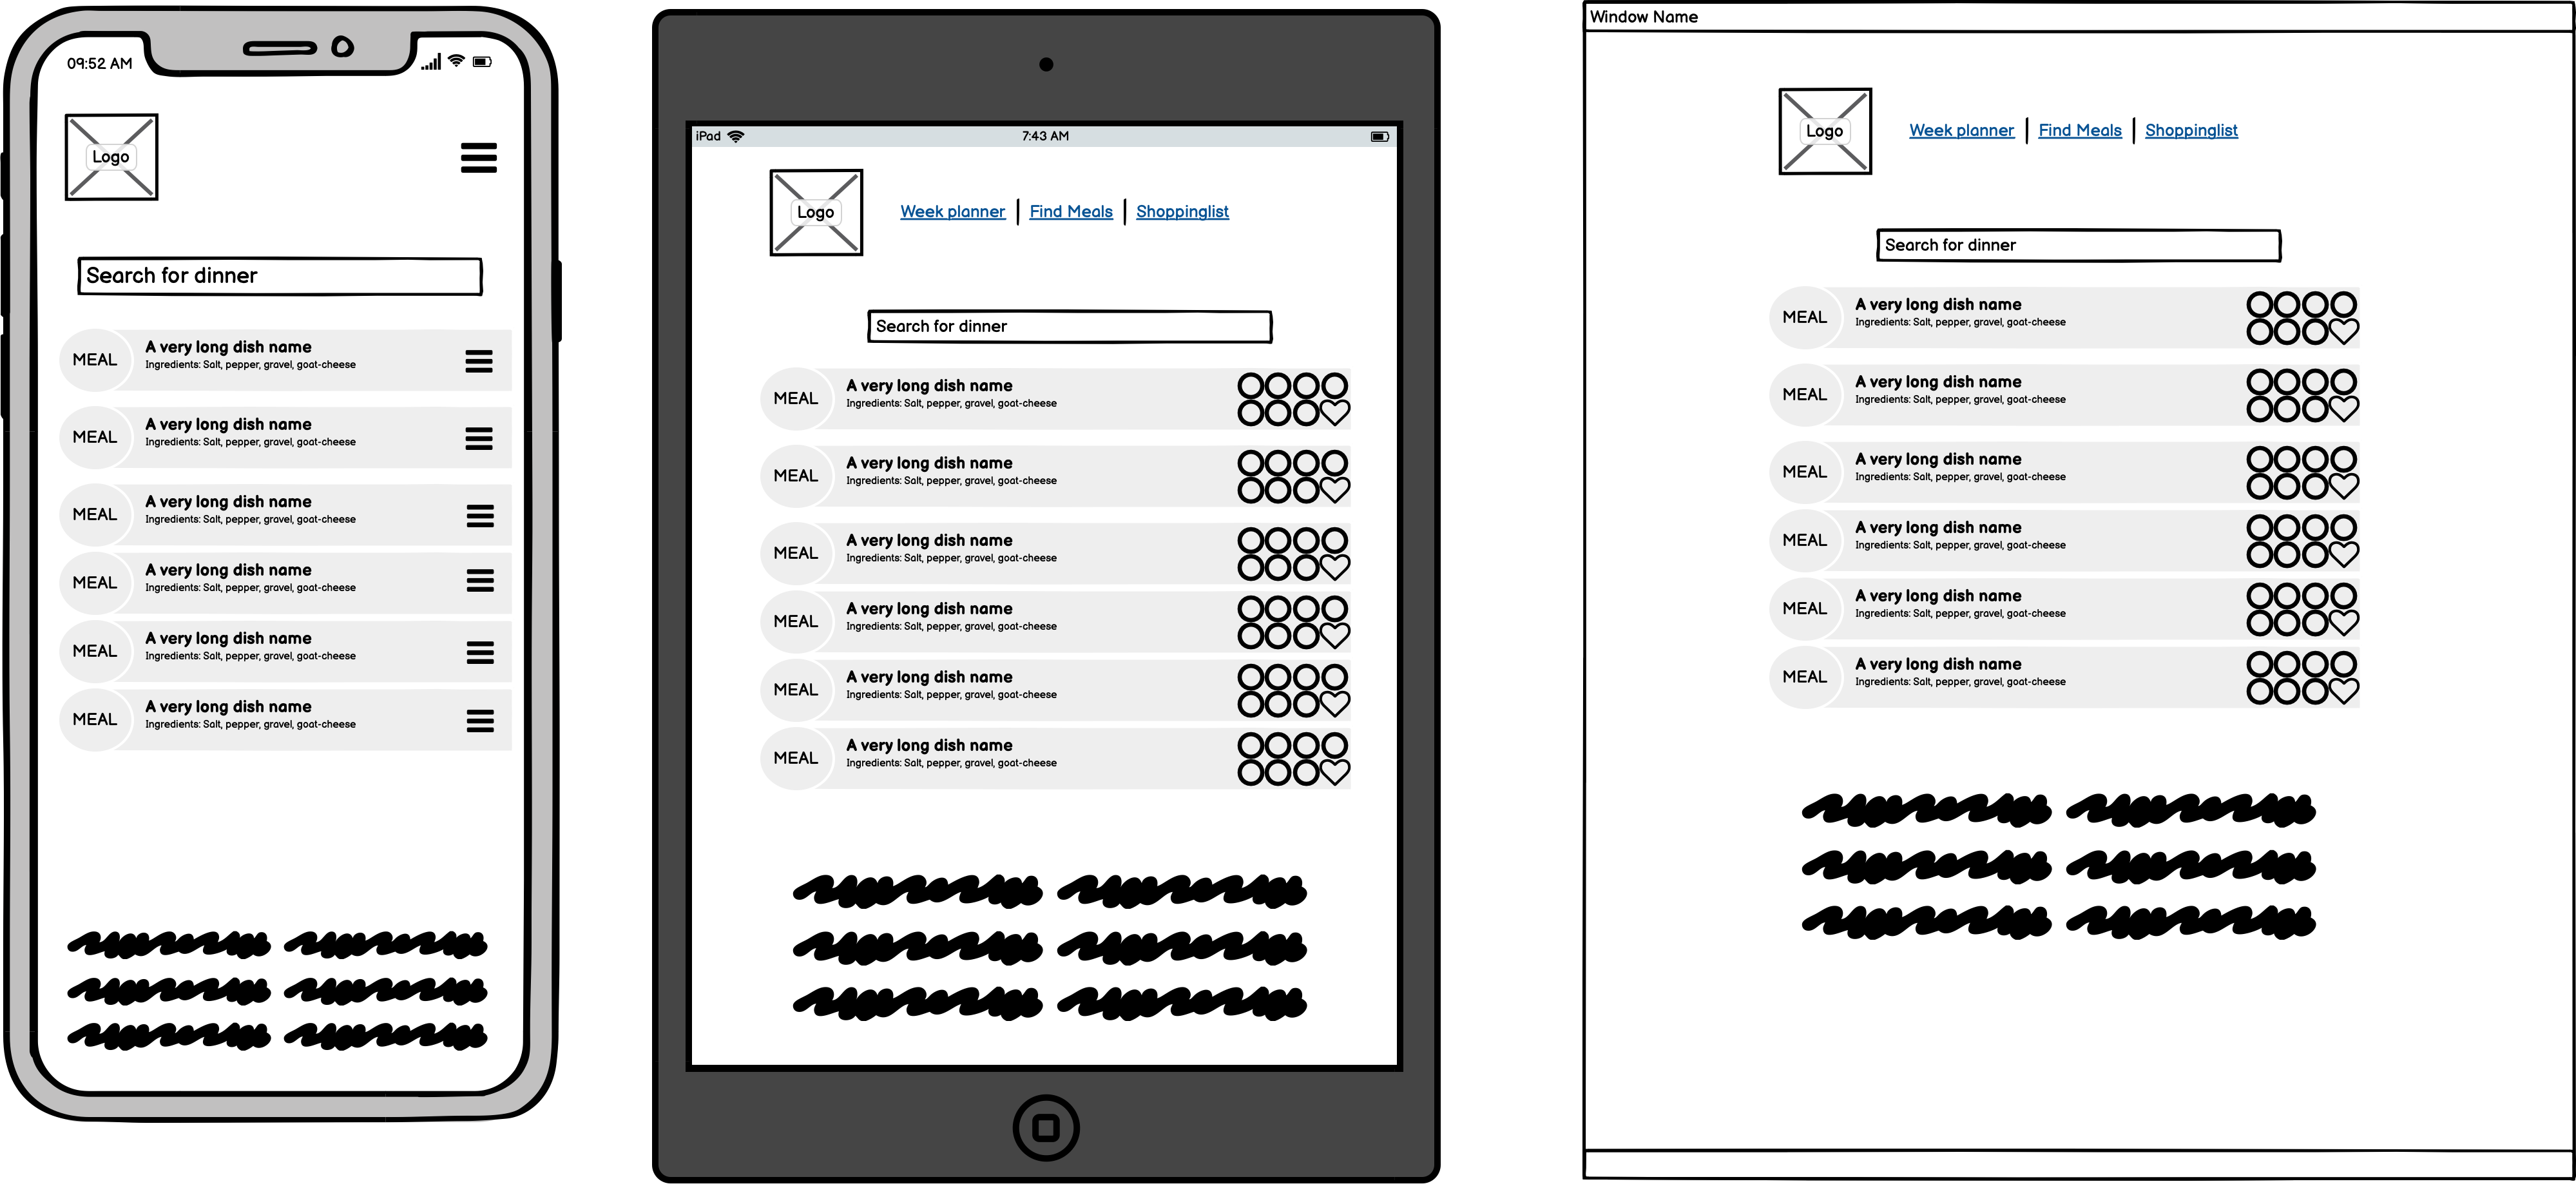 09:52 AM
Logo
Search for dinner
MEAL
A very long dish name
Ingredients: Salt, pepper, gravel, goat-cheese
MEAL
A very long dish name
Ingredients: Salt, pepper, gravel, goat-cheese
MEAL
A very long dish name
Ingredients: Salt, pepper, gravel, goat-cheese
MEAL
A very long dish name
Ingredients: Salt, pepper, gravel, goat-cheese
MEAL
A very long dish name
Ingredients: Salt, pepper, gravel, goat-cheese
MEAL
A very long dish name
Ingredients: Salt, pepper, gravel, goat-cheese
iPad 7:43 AM
Logo
Week planner Find Meals Shoppinglist
Search for dinner
MEAL
A very long dish name
Ingredients: Salt, pepper, gravel, goat-cheese
MEAL
A very long dish name
Ingredients: Salt, pepper, gravel, goat-cheese
MEAL
A very long dish name
Ingredients: Salt, pepper, gravel, goat-cheese
MEAL
A very long dish name
Ingredients: Salt, pepper, gravel, goat-cheese
MEAL
A very long dish name
Ingredients: Salt, pepper, gravel, goat-cheese
MEAL
A very long dish name
Ingredients: Salt, pepper, gravel, goat-cheese
Window Name
Logo
Week planner Find Meals Shoppinglist
Search for dinner
MEAL
A very long dish name
Ingredients: Salt, pepper, gravel, goat-cheese
MEAL
A very long dish name
Ingredients: Salt, pepper, gravel, goat-cheese
MEAL
A very long dish name
Ingredients: Salt, pepper, gravel, goat-cheese
MEAL
A very long dish name
Ingredients: Salt, pepper, gravel, goat-cheese
MEAL
A very long dish name
Ingredients: Salt, pepper, gravel, goat-cheese
MEAL
A very long dish name
Ingredients: Salt, pepper, gravel, goat-cheese